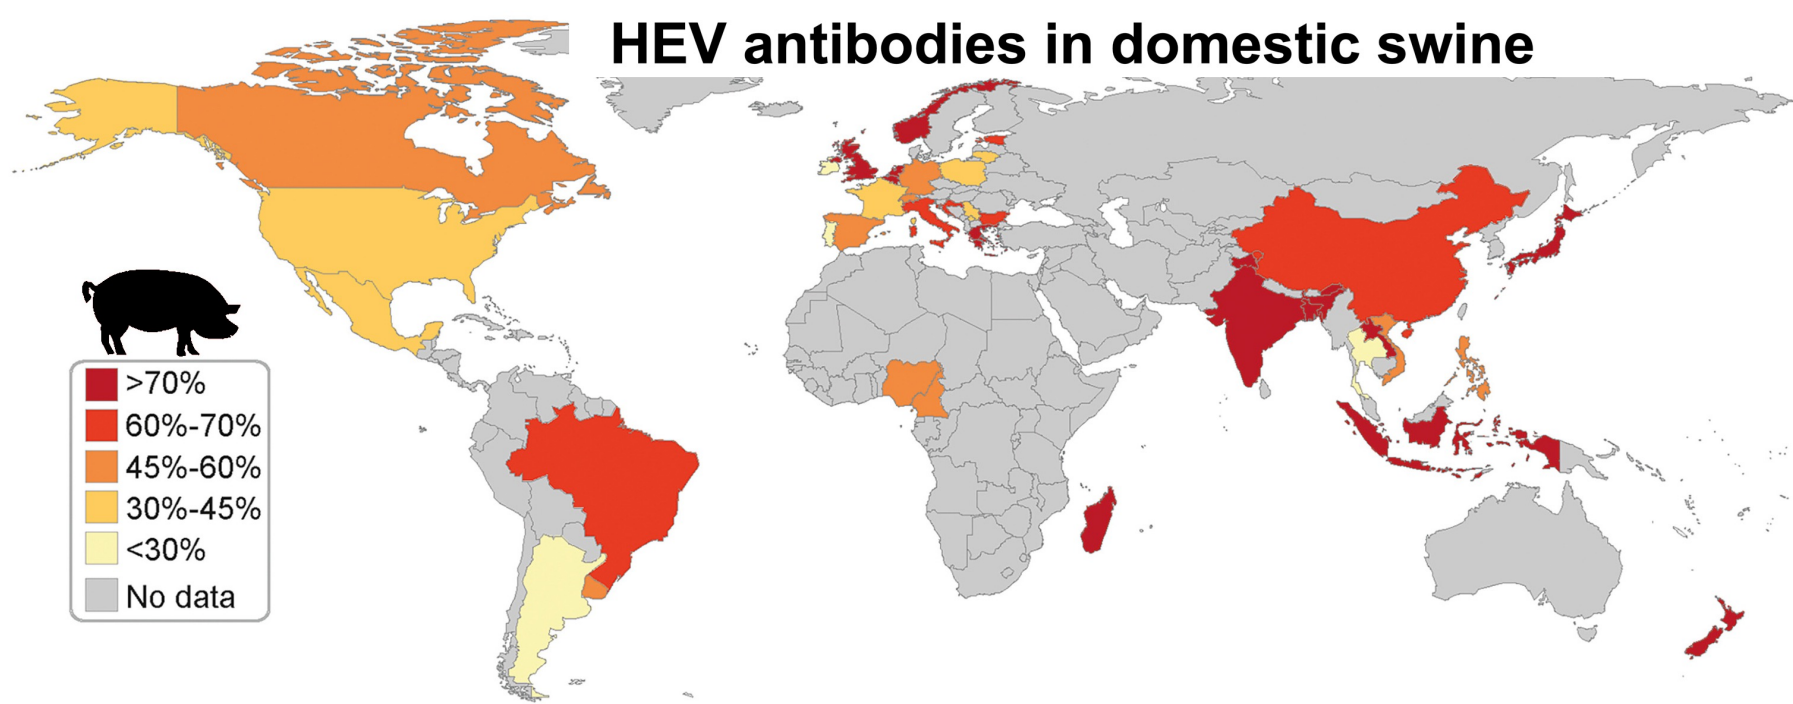 HEV antibodies in domestic swine
>70%
60%-70%
45%-60%
30%-45%
<30%
No data